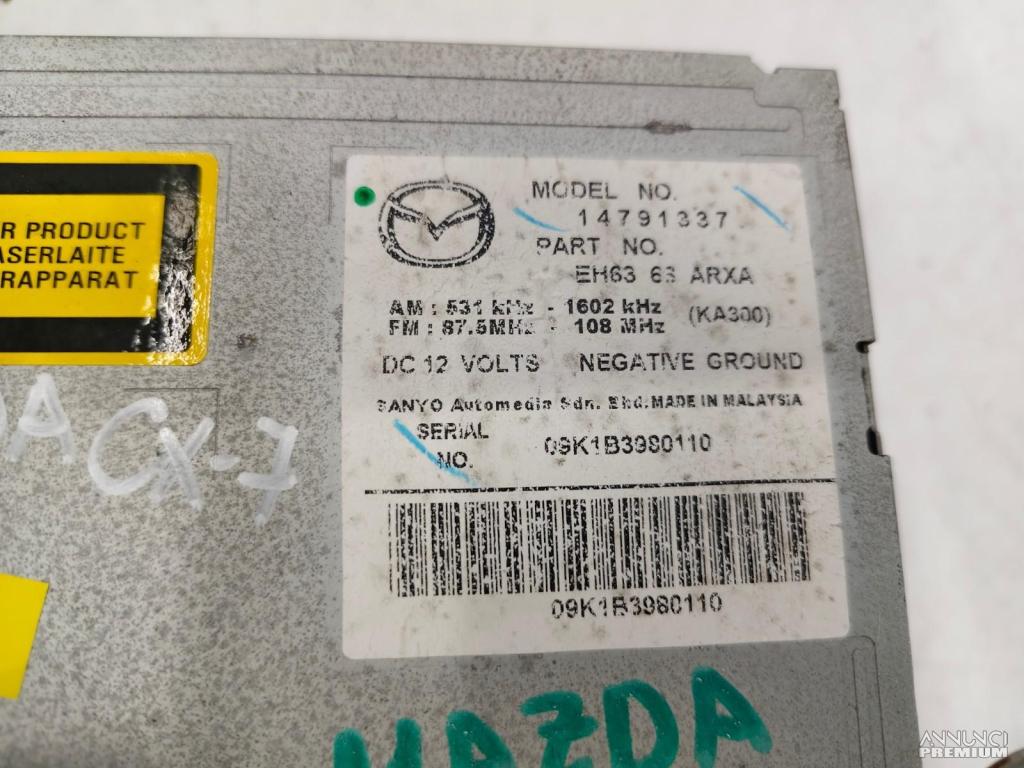 R PRODUCT
ASERLAITE
RAPPARAT
DA CX-7
MODEL NO.
14791337
PART NO.
EH63 66 ARXA
AM : 531 kHz - 1602 kHz (KA300)
FM : 87.5MHz - 108 MHz
DC 12 VOLTS NEGATIVE GROUND
SANYO Automedia Sdn. Bhd. MADE IN MALAYSIA
SERIAL NO. 09K1B3980110
09K1B3980110
MAZDA
ANNUNCI
PREMIUM